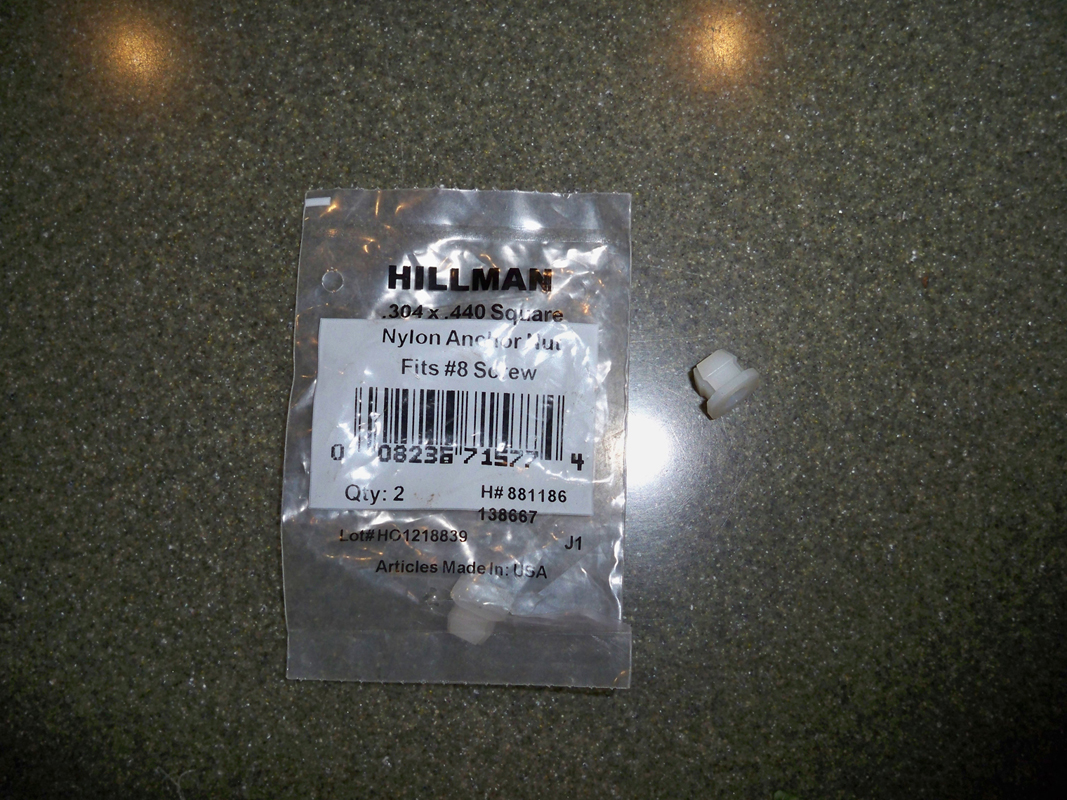 HILLMAN
.304 x .440 Square
Nylon Anchor Nut
Fits #8 Screw
0 08236 71577 4
Qty: 2 H# 881186
138667
Lot# HO1218839 J1
Articles Made In: USA